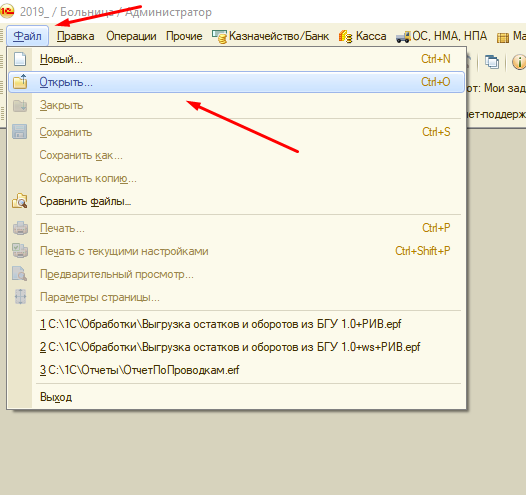 2019_ / Больница / Администратор
Файл Правка Операции Прочие Казначейство/Банк Касса ОС, НМА, НПА Ма
Новый... Ctrl+N
Открыть... Ctrl+O
от: Мои зад
Закрыть
нет-поддерж
Сохранить Ctrl+S
Сохранить как...
Сохранить копию...
Сравнить файлы...
Печать... Ctrl+P
Печать с текущими настройками Ctrl+Shift+P
Предварительный просмотр...
Параметры страницы...
1 C:\1C\Обработки\Выгрузка остатков и оборотов из БГУ 1.0+РИВ.epf
2 C:\1C\Обработки\Выгрузка остатков и оборотов из БГУ 1.0+ws+РИВ.epf
3 C:\1C\Отчеты\ОтчетПоПроводкам.erf
Выход